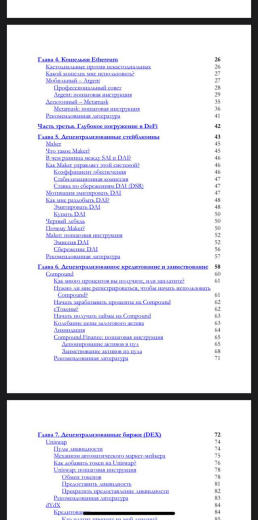 Глава 4. Кошельки Ethereum 26
Кастодиальные против некастодиальных 26
Какой кошелек мне использовать? 27
Мобильный – Argent 27
Профессиональный совет 28
Argent: пошаговая инструкция 29
Десктопный – Metamask 35
Metamask: пошаговая инструкция 36
Рекомендованная литература 41
Часть третья. Глубокое погружение в DeFi 42
Глава 5. Децентрализованные стейблкоины 43
Maker 45
Что такое Maker? 45
В чем разница между SAI и DAI? 46
Как Maker управляет этой системой? 46
Коэффициент обеспечения 46
Стабилизационная комиссия 47
Ставка по сбережениям DAI (DSR) 47
Мотивация эмитировать DAI 47
Как мне раздобыть DAI? 48
Эмитировать DAI 48
Купить DAI 50
Черный лебедь 50
Почему Maker? 50
Maker: пошаговая инструкция 52
Эмиссия DAI 52
Сбережение DAI 56
Рекомендованная литература 57
Глава 6. Децентрализованное кредитование и заимствование 58
Compound 60
Как много процентов вы получите, или заплатите? 61
Нужно ли мне регистрироваться, чтобы начать использовать
Compound? 61
Начать зарабатывать проценты на Compound 62
cТокены? 62
Начать получать займы на Compound 63
Колебание цены залогового актива 63
Ликвидация 64
Compound.Finance: пошаговая инструкция 65
Депонирование активов в пул 65
Заимствование активов из пула 68
Рекомендованная литература 71
Глава 7. Децентрализованные биржи (DEX) 72
Uniswap 74
Пулы ликвидности 74
Механизм автоматического маркет-мейкера 75
Как добавить токен на Uniswap? 76
Uniswap: пошаговая инструкция 78
Обмен токенов 78
Предоставить ликвидность 81
Прекратить предоставление ликвидности 82
Рекомендованная литература 83
dYdX 84
Кредитование 84